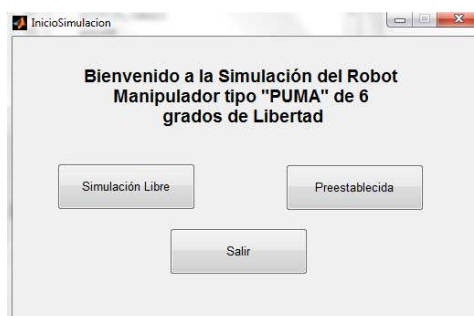 InicioSimulacion
Bienvenido a la Simulación del Robot
Manipulador tipo "PUMA" de 6
grados de Libertad
Simulación Libre
Preestablecida
Salir